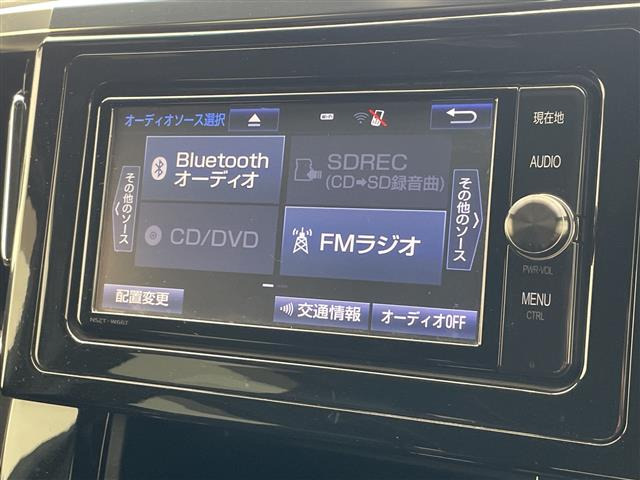 オーディオソース選択
Wi-Fi
現在地
Bluetooth
オーディオ
SDREC
(CD➡SD録音曲)
AUDIO
その他のソース
その他のソース
CD/DVD
FMラジオ
PWR·VOL
配置変更
交通情報
オーディオOFF
MENU
CTRL
NSZT-W66T